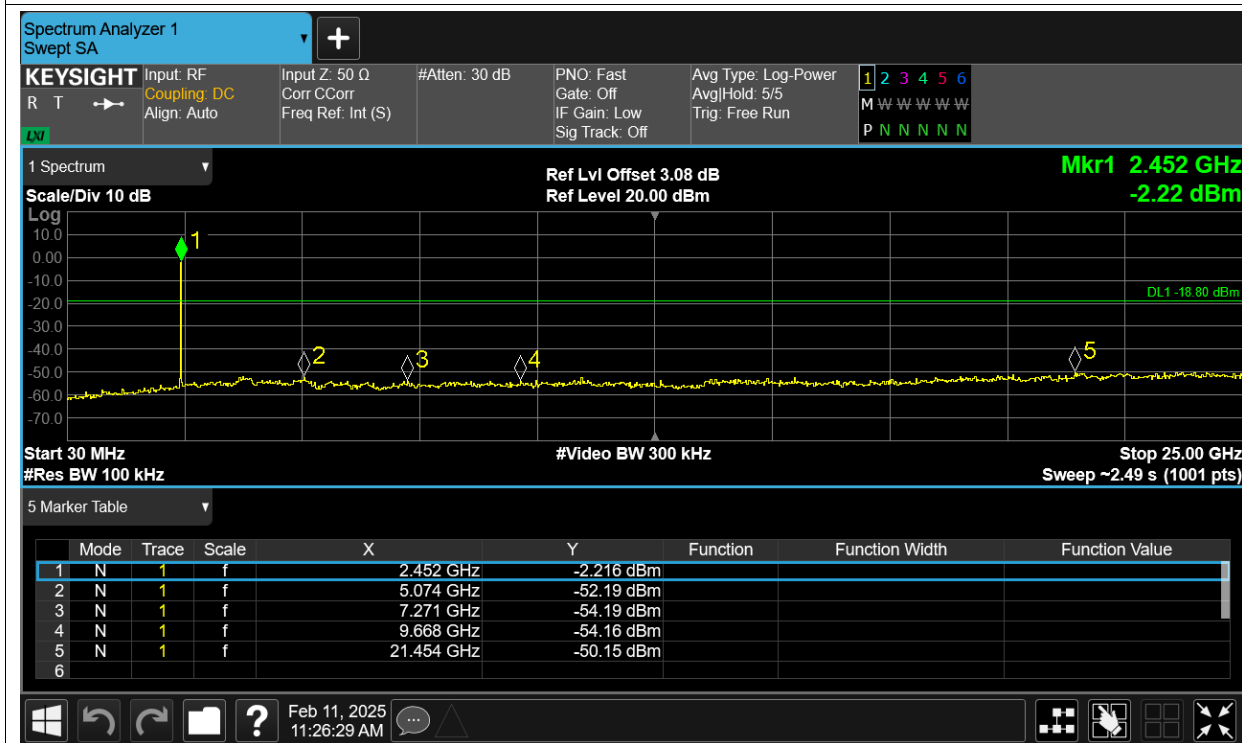 Spectrum Analyzer 1
Swept SA
+
KEYSIGHT
R T
LXI
Input: RF
Coupling: DC
Align: Auto
Input Z: 50 Ω
Corr CCorr
Freq Ref: Int (S)
#Atten: 30 dB
PNO: Fast
Gate: Off
IF Gain: Low
Sig Track: Off
Avg Type: Log-Power
Avg|Hold: 5/5
Trig: Free Run
1 2 3 4 5 6
M W W W W W
P N N N N N
1 Spectrum
Scale/Div 10 dB
Ref Lvl Offset 3.08 dB
Ref Level 20.00 dBm
Mkr1 2.452 GHz
-2.22 dBm
Log
10.0
0.00
-10.0
-20.0
-30.0
-40.0
-50.0
-60.0
-70.0
1
2
3
4
5
DL1 -18.80 dBm
Start 30 MHz
#Video BW 300 kHz
Stop 25.00 GHz
#Res BW 100 kHz
Sweep ~2.49 s (1001 pts)
5 Marker Table
Mode Trace Scale X Y Function Function Width Function Value
1 N 1 f 2.452 GHz -2.216 dBm
2 N 1 f 5.074 GHz -52.19 dBm
3 N 1 f 7.271 GHz -54.19 dBm
4 N 1 f 9.668 GHz -54.16 dBm
5 N 1 f 21.454 GHz -50.15 dBm
6
?
Feb 11, 2025
11:26:29 AM